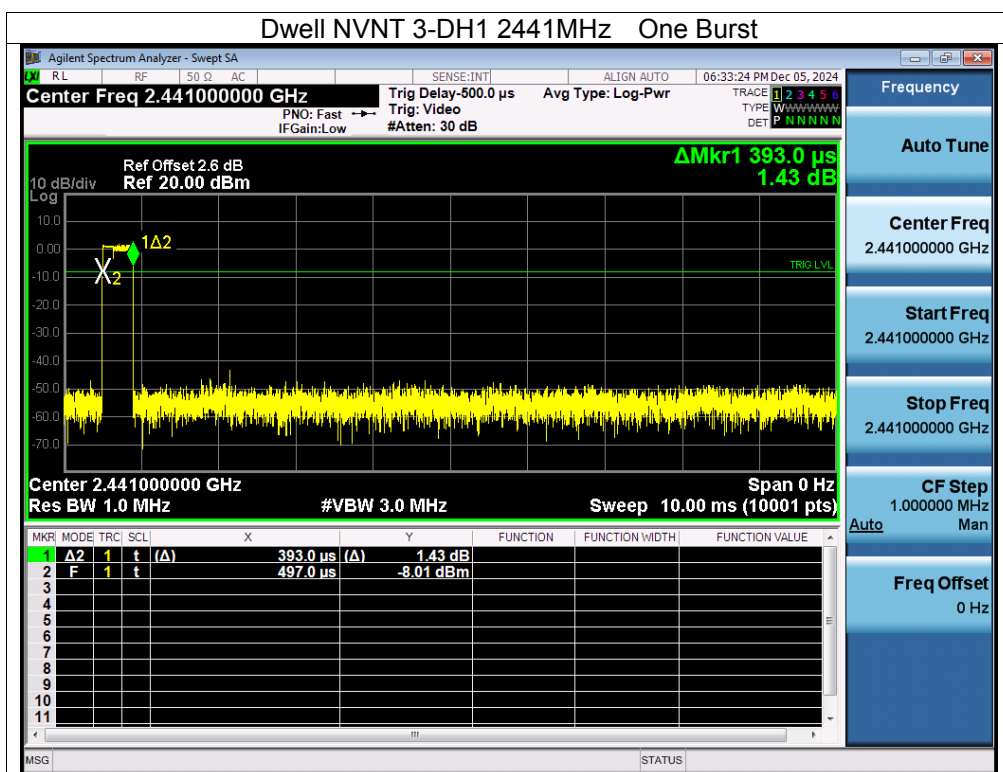 Dwell NVNT 3-DH1 2441MHz One Burst
Agilent Spectrum Analyzer - Swept SA
LXI RL RF 50 Ω AC SENSE:INT ALIGN AUTO 06:33:24 PM Dec 05, 2024
Center Freq 2.441000000 GHz Trig Delay-500.0 µs Avg Type: Log-Pwr TRACE 1 2 3 4 5 6
PNO: Fast Trig: Video TYPE WWWWWW
IFGain:Low #Atten: 30 dB DET P N N N N N
ΔMkr1 393.0 µs
1.43 dB
Ref Offset 2.6 dB
10 dB/div Ref 20.00 dBm
Log
10.0
0.00
-10.0
-20.0
-30.0
-40.0
-50.0
-60.0
-70.0
1Δ2
X2
TRIG LVL
Center 2.441000000 GHz Span 0 Hz
Res BW 1.0 MHz #VBW 3.0 MHz Sweep 10.00 ms (10001 pts)
MKR MODE TRC SCL X Y FUNCTION FUNCTION WIDTH FUNCTION VALUE
1 Δ2 1 t (Δ) 393.0 µs (Δ) 1.43 dB
2 F 1 t 497.0 µs -8.01 dBm
3
4
5
6
7
8
9
10
11
MSG STATUS
Frequency
Auto Tune
Center Freq
2.441000000 GHz
Start Freq
2.441000000 GHz
Stop Freq
2.441000000 GHz
CF Step
1.000000 MHz
Auto Man
Freq Offset
0 Hz